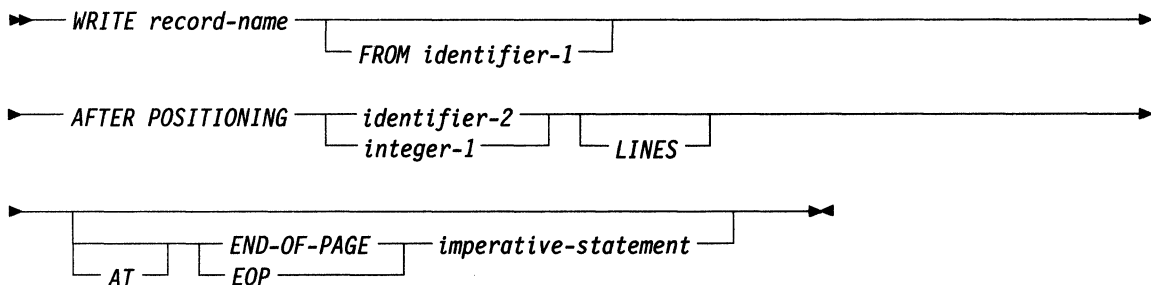 WRITE record-name
FROM identifier-1
AFTER POSITIONING identifier-2
integer-1 LINES
END-OF-PAGE imperative-statement
AT EOP